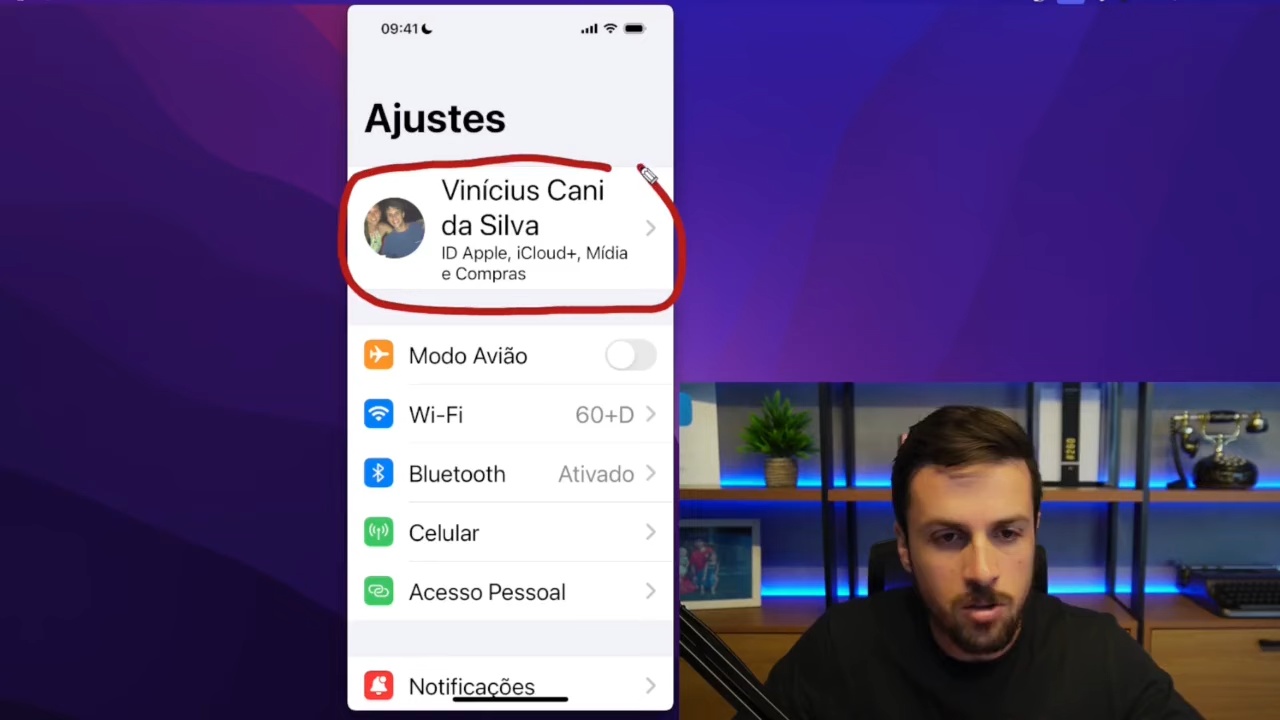 09:41
Ajustes
Vinícius Cani
da Silva
ID Apple, iCloud+, Mídia
e Compras
Modo Avião
Wi-Fi 60+D
Bluetooth Ativado
Celular
Acesso Pessoal
Notificações
#260